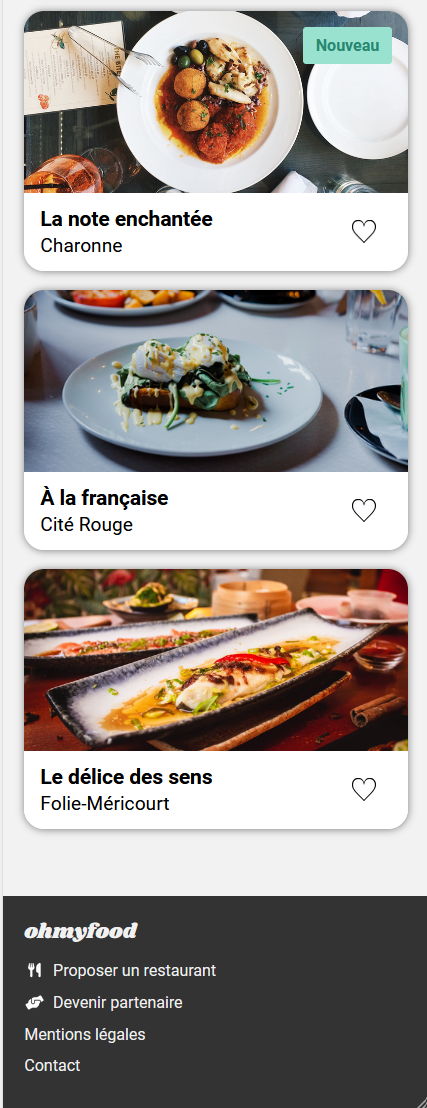 Nouveau
La note enchantée
Charonne
À la française
Cité Rouge
Le délice des sens
Folie-Méricourt
ohmyfood
Proposer un restaurant
Devenir partenaire
Mentions légales
Contact